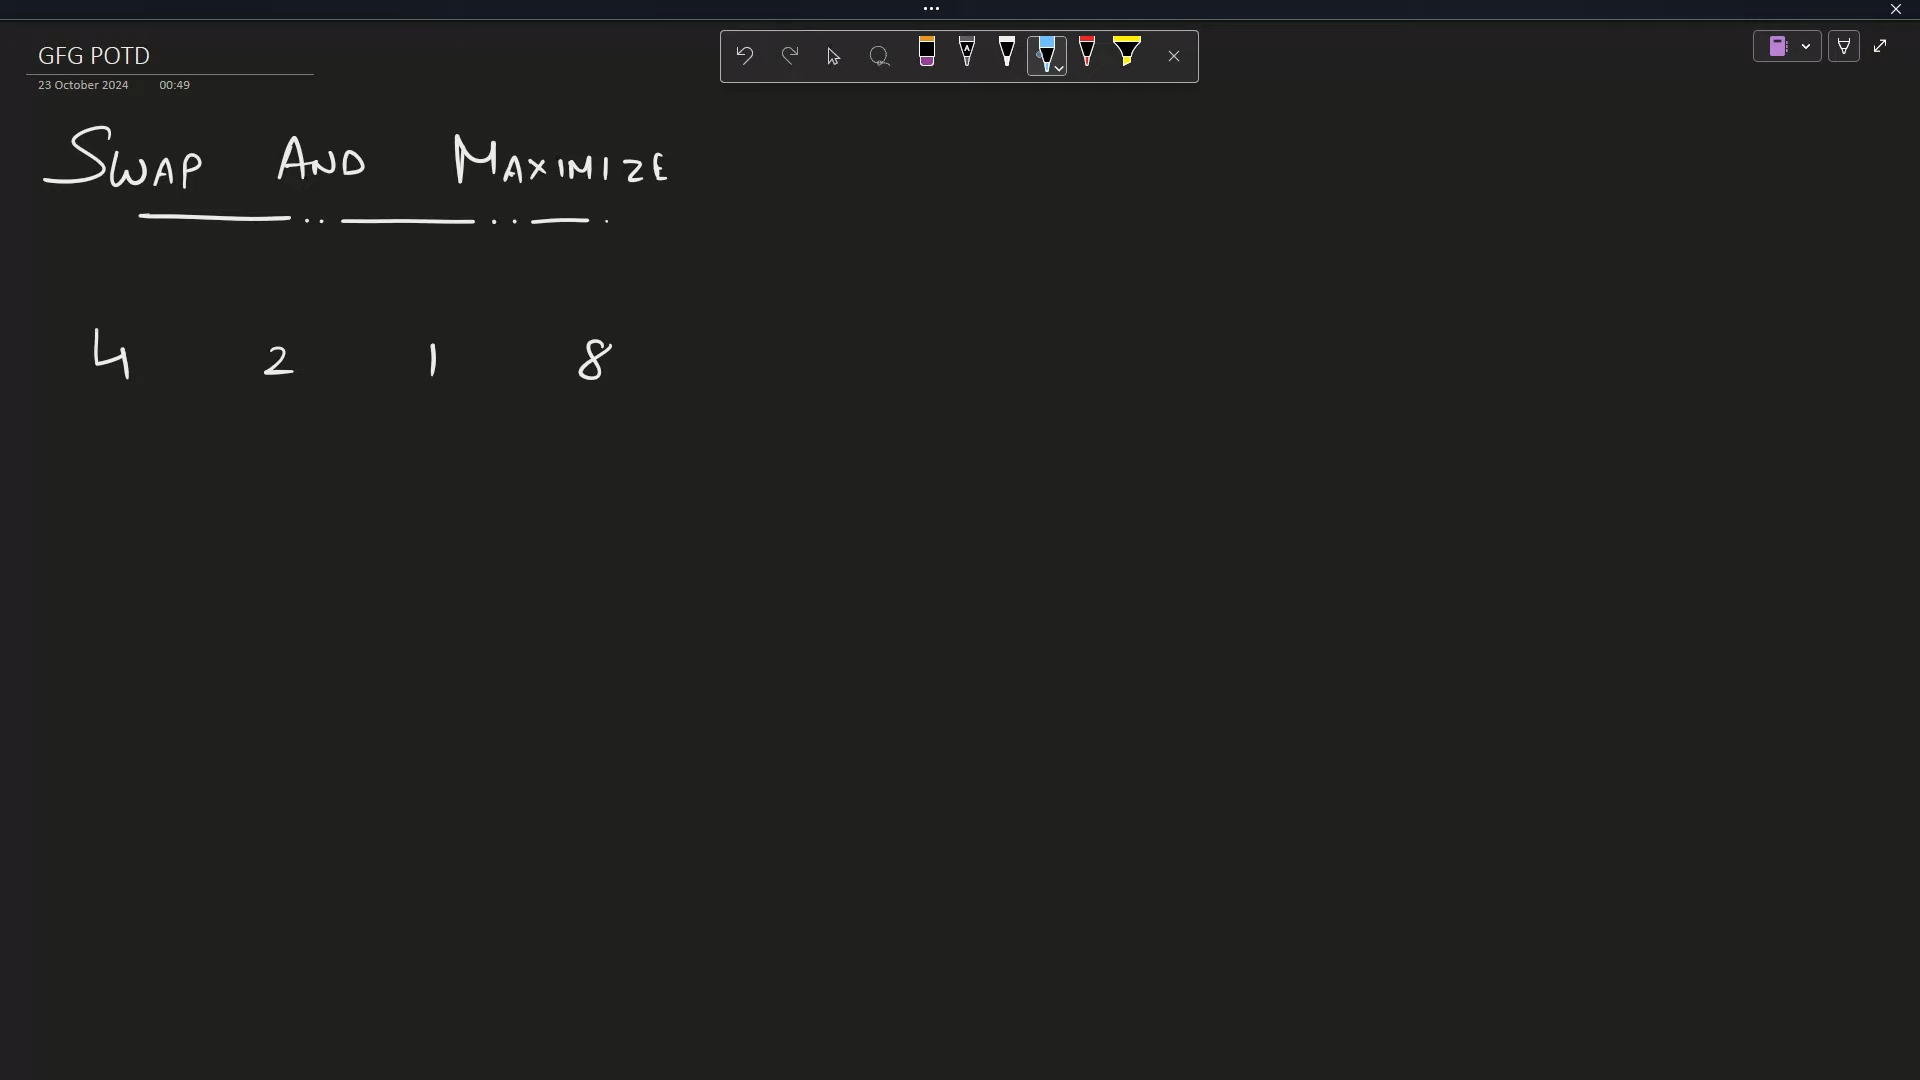 GFG POTD
23 October 2024 00:49
SWAP AND MAXIMIZE
4 2 1 8